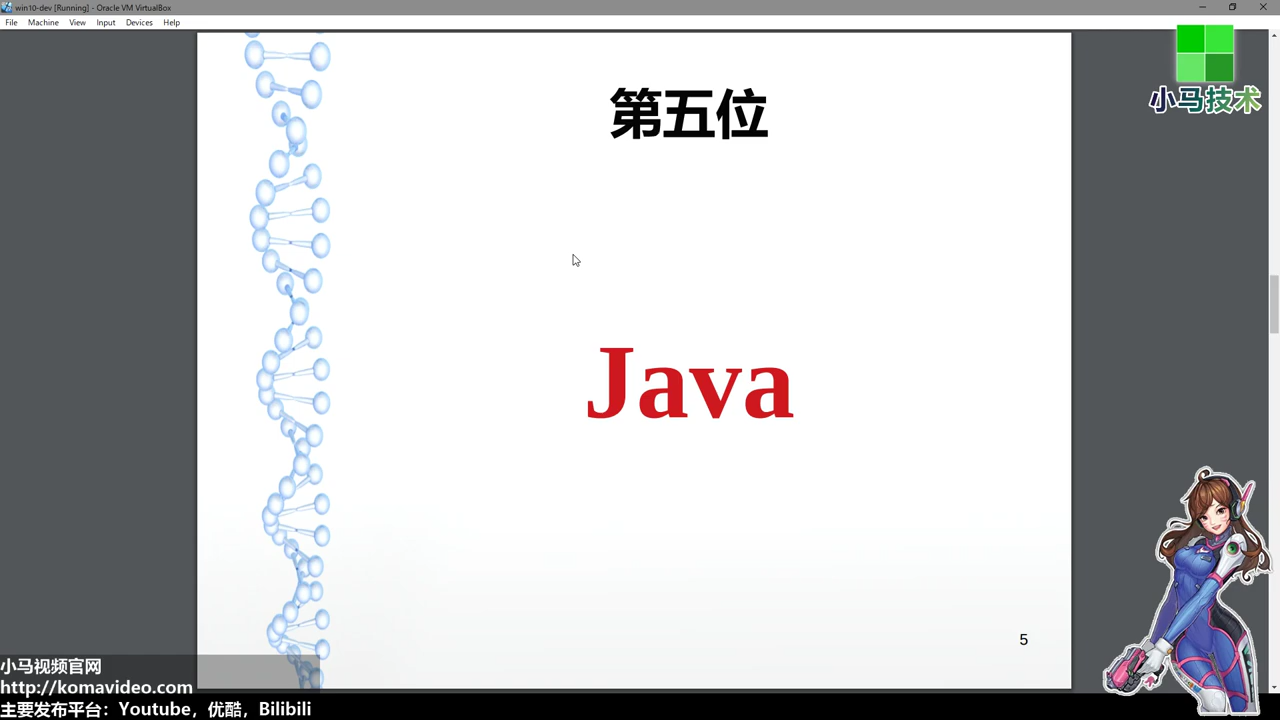 win10-dev [Running] - Oracle VM VirtualBox
File Machine View Input Devices Help
小马技术
第五位
Java
5
小马视频官网
http://komavideo.com
主要发布平台：Youtube，优酷，Bilibili